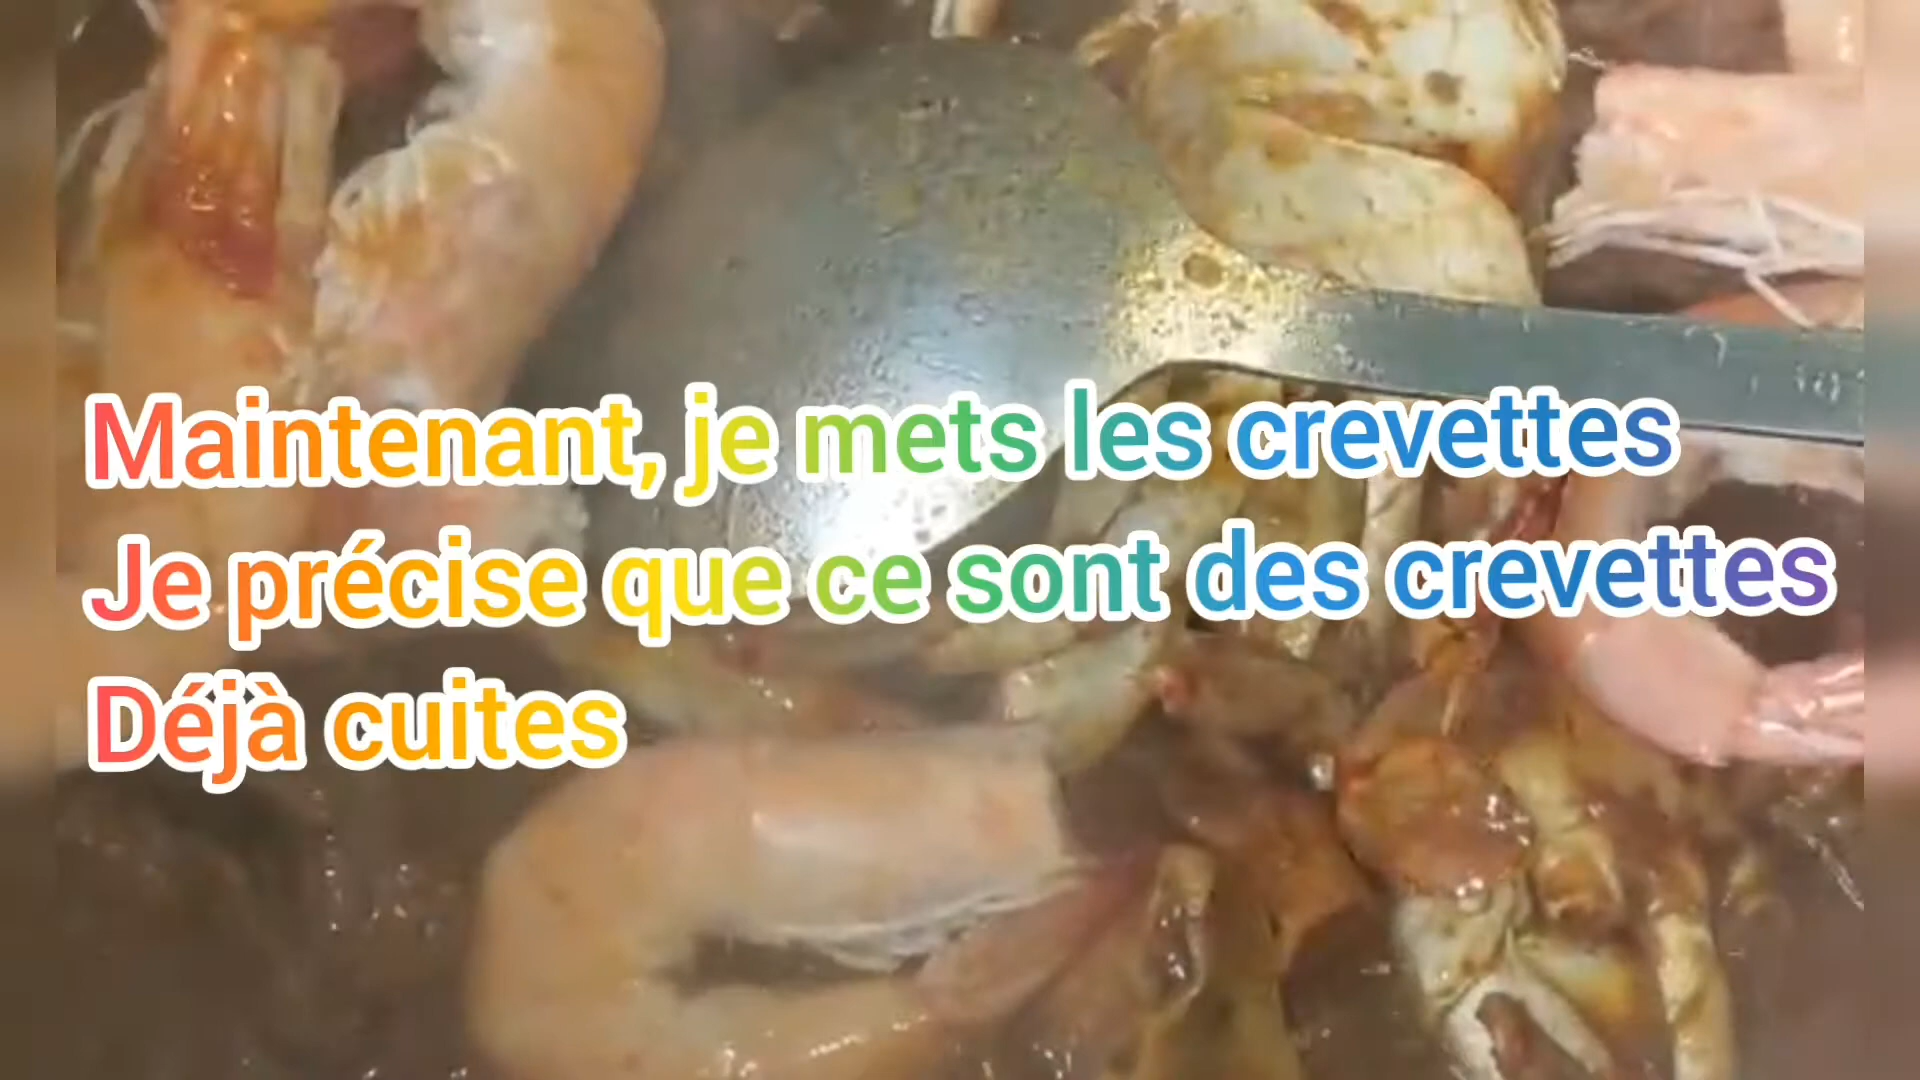 Maintenant, je mets les crevettes
Je précise que ce sont des crevettes
Déjà cuites